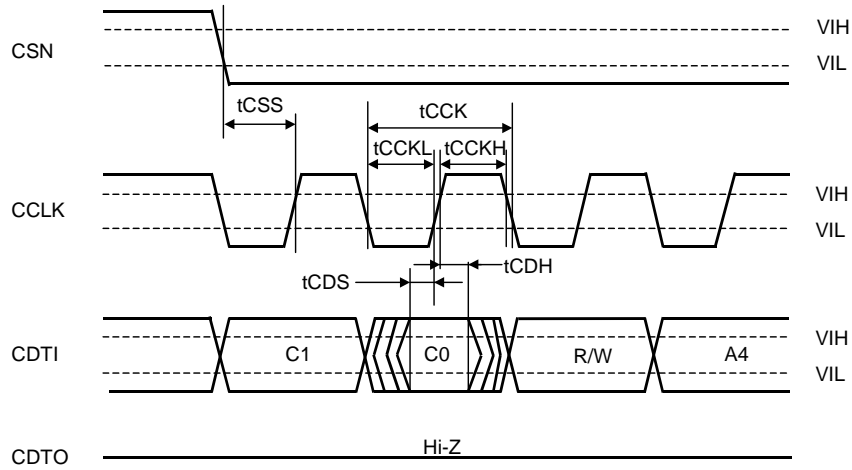 CSN
VIH
VIL
tCSS
tCCK
tCCKL
tCCKH
CCLK
VIH
VIL
tCDS
tCDH
CDTI
C1
C0
R/W
A4
VIH
VIL
CDTO
Hi-Z